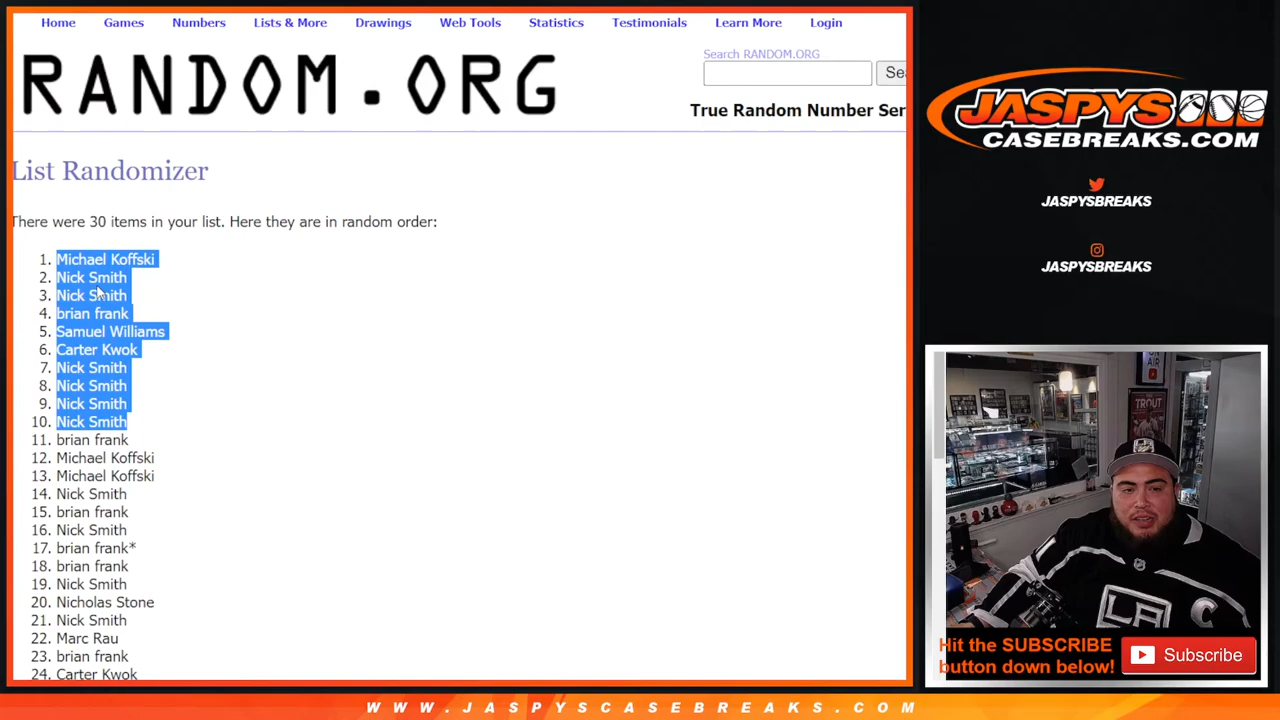 Home Games Numbers Lists & More Drawings Web Tools Statistics Testimonials Learn More Login
RANDOM.ORG
Search RANDOM.ORG
Sea
True Random Number Ser
List Randomizer
There were 30 items in your list. Here they are in random order:
1. Michael Koffski
2. Nick Smith
3. Nick Smith
4. brian frank
5. Samuel Williams
6. Carter Kwok
7. Nick Smith
8. Nick Smith
9. Nick Smith
10. Nick Smith
11. brian frank
12. Michael Koffski
13. Michael Koffski
14. Nick Smith
15. brian frank
16. Nick Smith
17. brian frank*
18. brian frank
19. Nick Smith
20. Nicholas Stone
21. Nick Smith
22. Marc Rau
23. brian frank
24. Carter Kwok
JASPYS
CASEBREAKS.COM
JASPYSBREAKS
JASPYSBREAKS
ON AIR
TROUT
LA
C
Hit the SUBSCRIBE
button down below!
Subscribe
WWW.JASPYSCASEBREAKS.COM